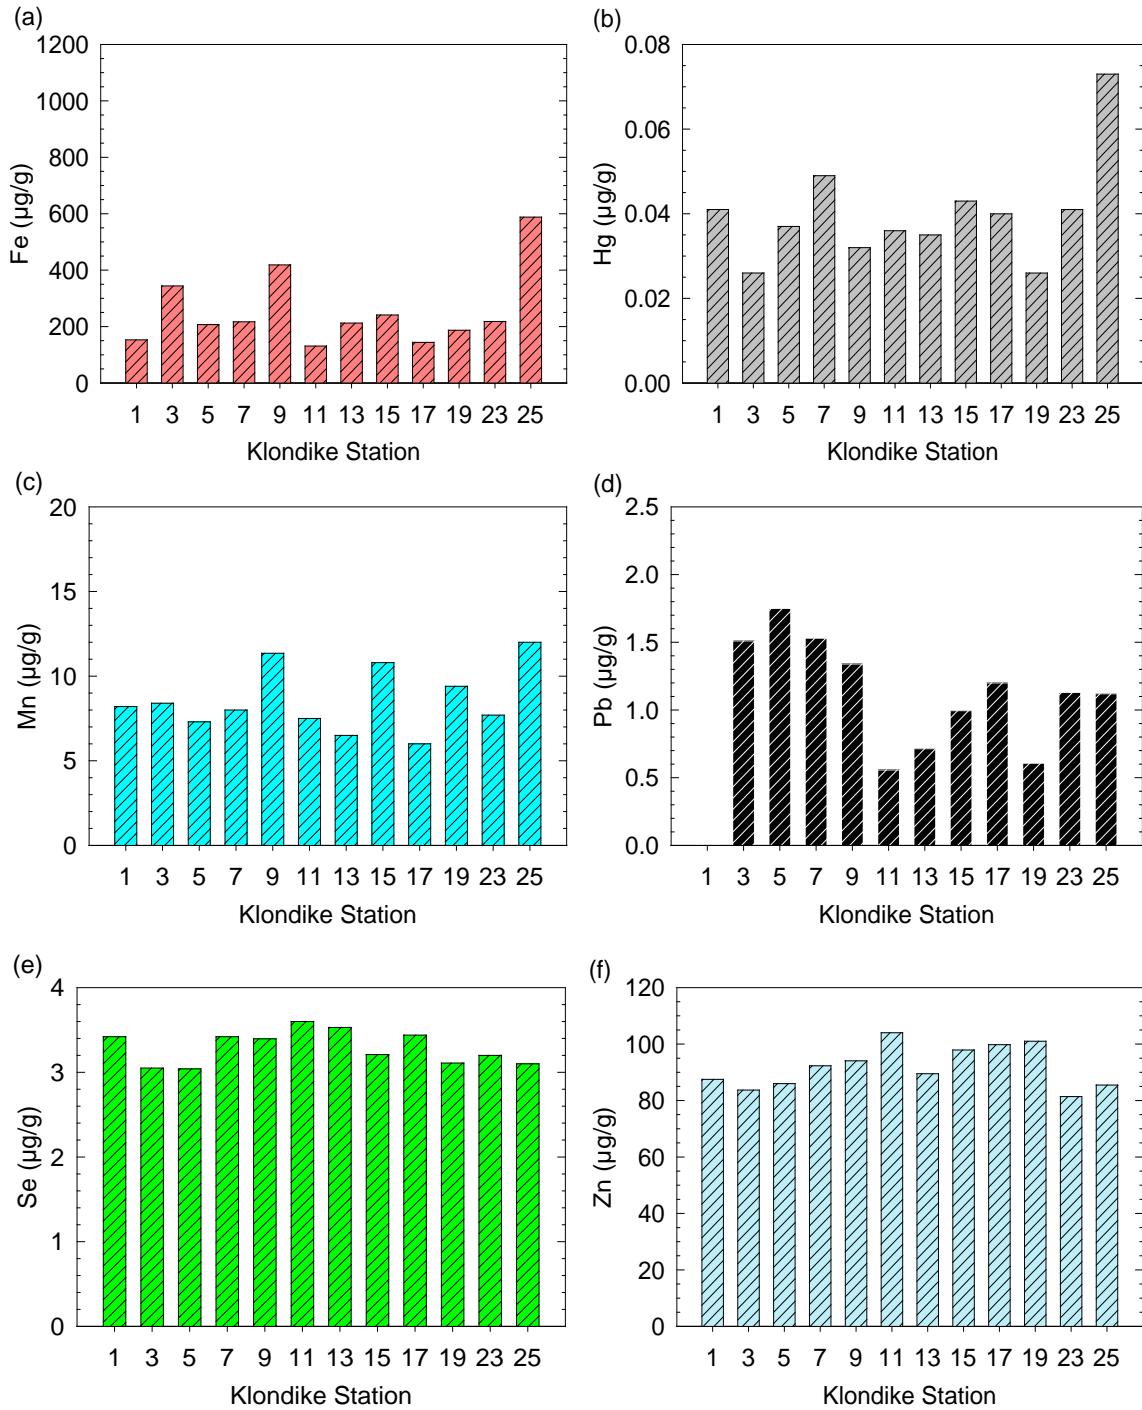 (a)
1200
1000
800
600
400
200
0
Fe (µg/g)
1 3 5 7 9 11 13 15 17 19 23 25
Klondike Station
(b)
0.08
0.06
0.04
0.02
0.00
Hg (µg/g)
1 3 5 7 9 11 13 15 17 19 23 25
Klondike Station
(c)
20
15
10
5
0
Mn (µg/g)
1 3 5 7 9 11 13 15 17 19 23 25
Klondike Station
(d)
2.5
2.0
1.5
1.0
0.5
0.0
Pb (µg/g)
1 3 5 7 9 11 13 15 17 19 23 25
Klondike Station
(e)
4
3
2
1
0
Se (µg/g)
1 3 5 7 9 11 13 15 17 19 23 25
Klondike Station
(f)
120
100
80
60
40
20
0
Zn (µg/g)
1 3 5 7 9 11 13 15 17 19 23 25
Klondike Station